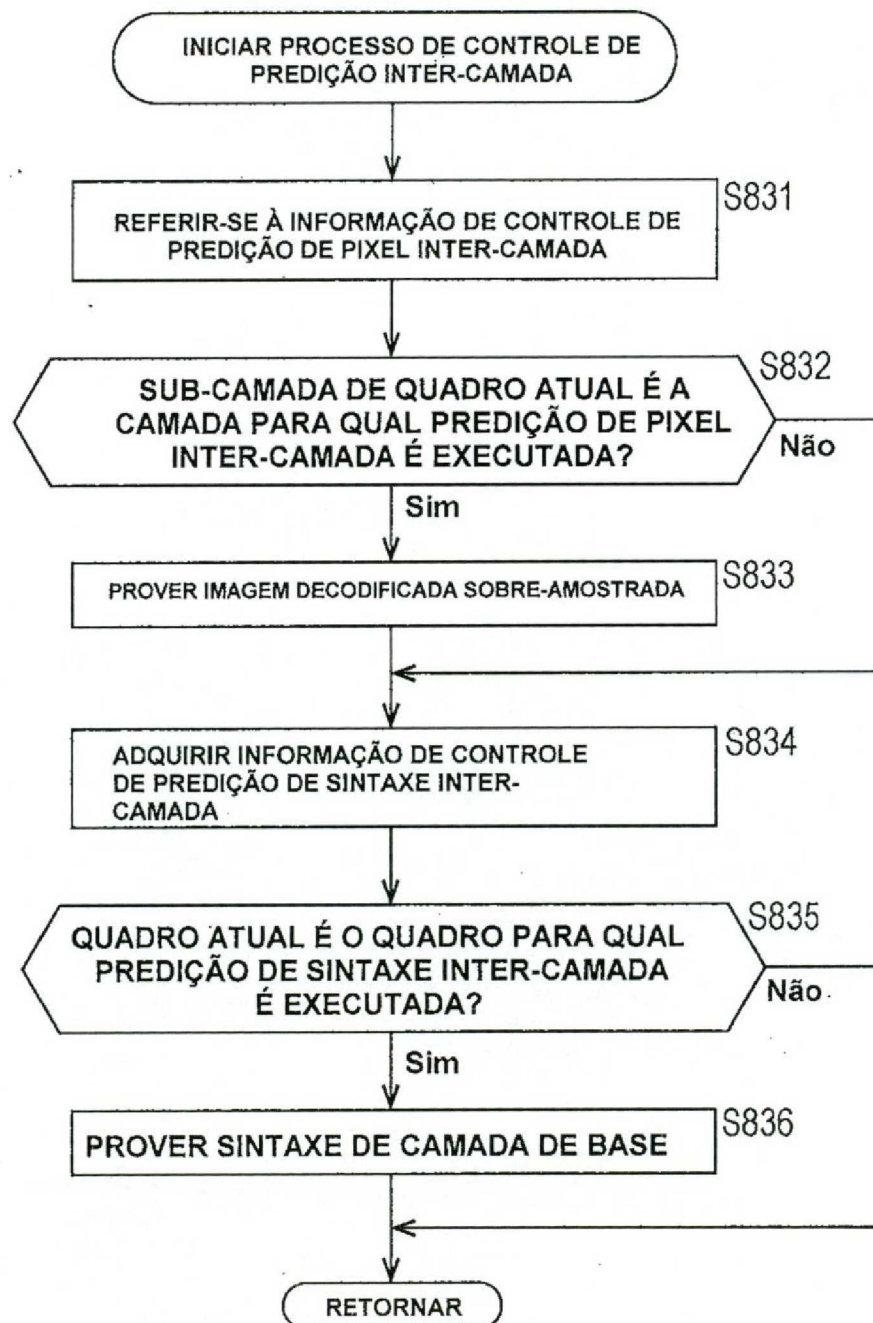 INICIAR PROCESSO DE CONTROLE DE
PREDIÇÃO INTER-CAMADA
S831
REFERIR-SE À INFORMAÇÃO DE CONTROLE DE
PREDIÇÃO DE PIXEL INTER-CAMADA
S832
SUB-CAMADA DE QUADRO ATUAL É A
CAMADA PARA QUAL PREDIÇÃO DE PIXEL
INTER-CAMADA É EXECUTADA?
Não
Sim
S833
PROVER IMAGEM DECODIFICADA SOBRE-AMOSTRADA
S834
ADQUIRIR INFORMAÇÃO DE CONTROLE
DE PREDIÇÃO DE SINTAXE INTER-
CAMADA
S835
QUADRO ATUAL É O QUADRO PARA QUAL
PREDIÇÃO DE SINTAXE INTER-CAMADA
É EXECUTADA?
Não
Sim
S836
PROVER SINTAXE DE CAMADA DE BASE
RETORNAR